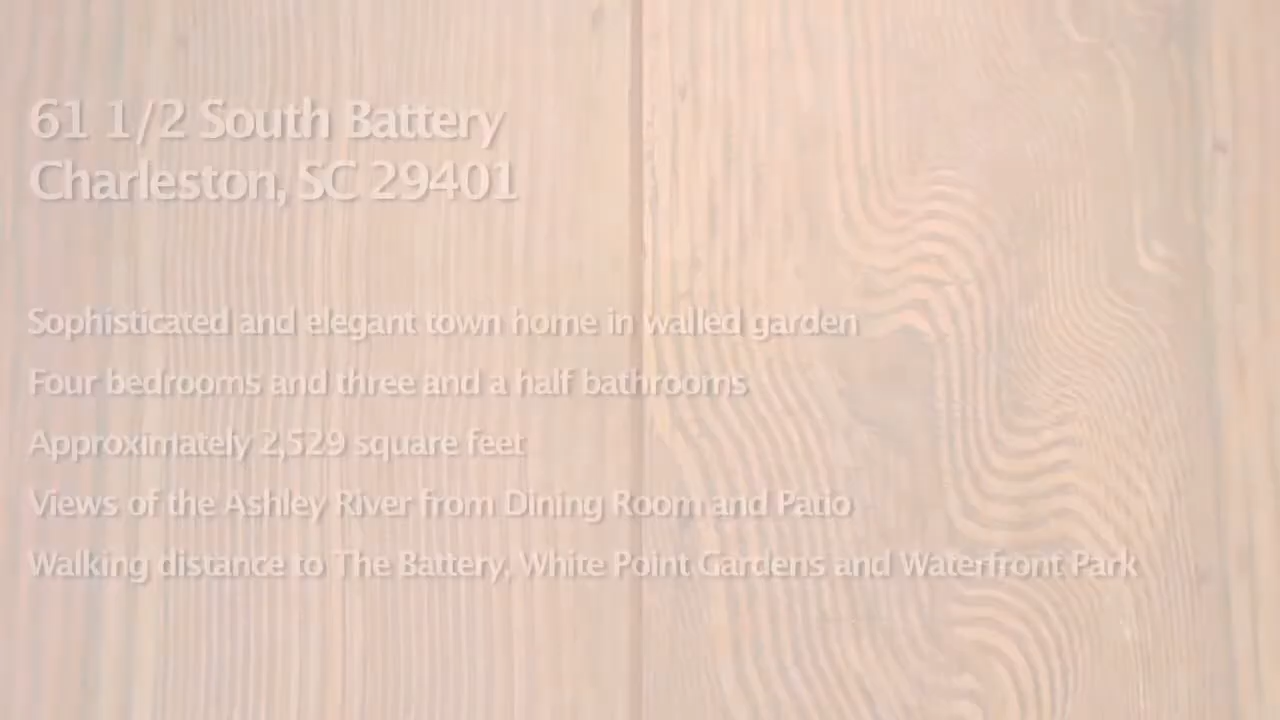 61 1/2 South Battery
Charleston, SC 29401
Sophisticated and elegant town home in walled garden
Four bedrooms and three and a half bathrooms
Approximately 2,529 square feet
Views of the Ashley River from Dining Room and Patio
Walking distance to The Battery, White Point Gardens and Waterfront Park